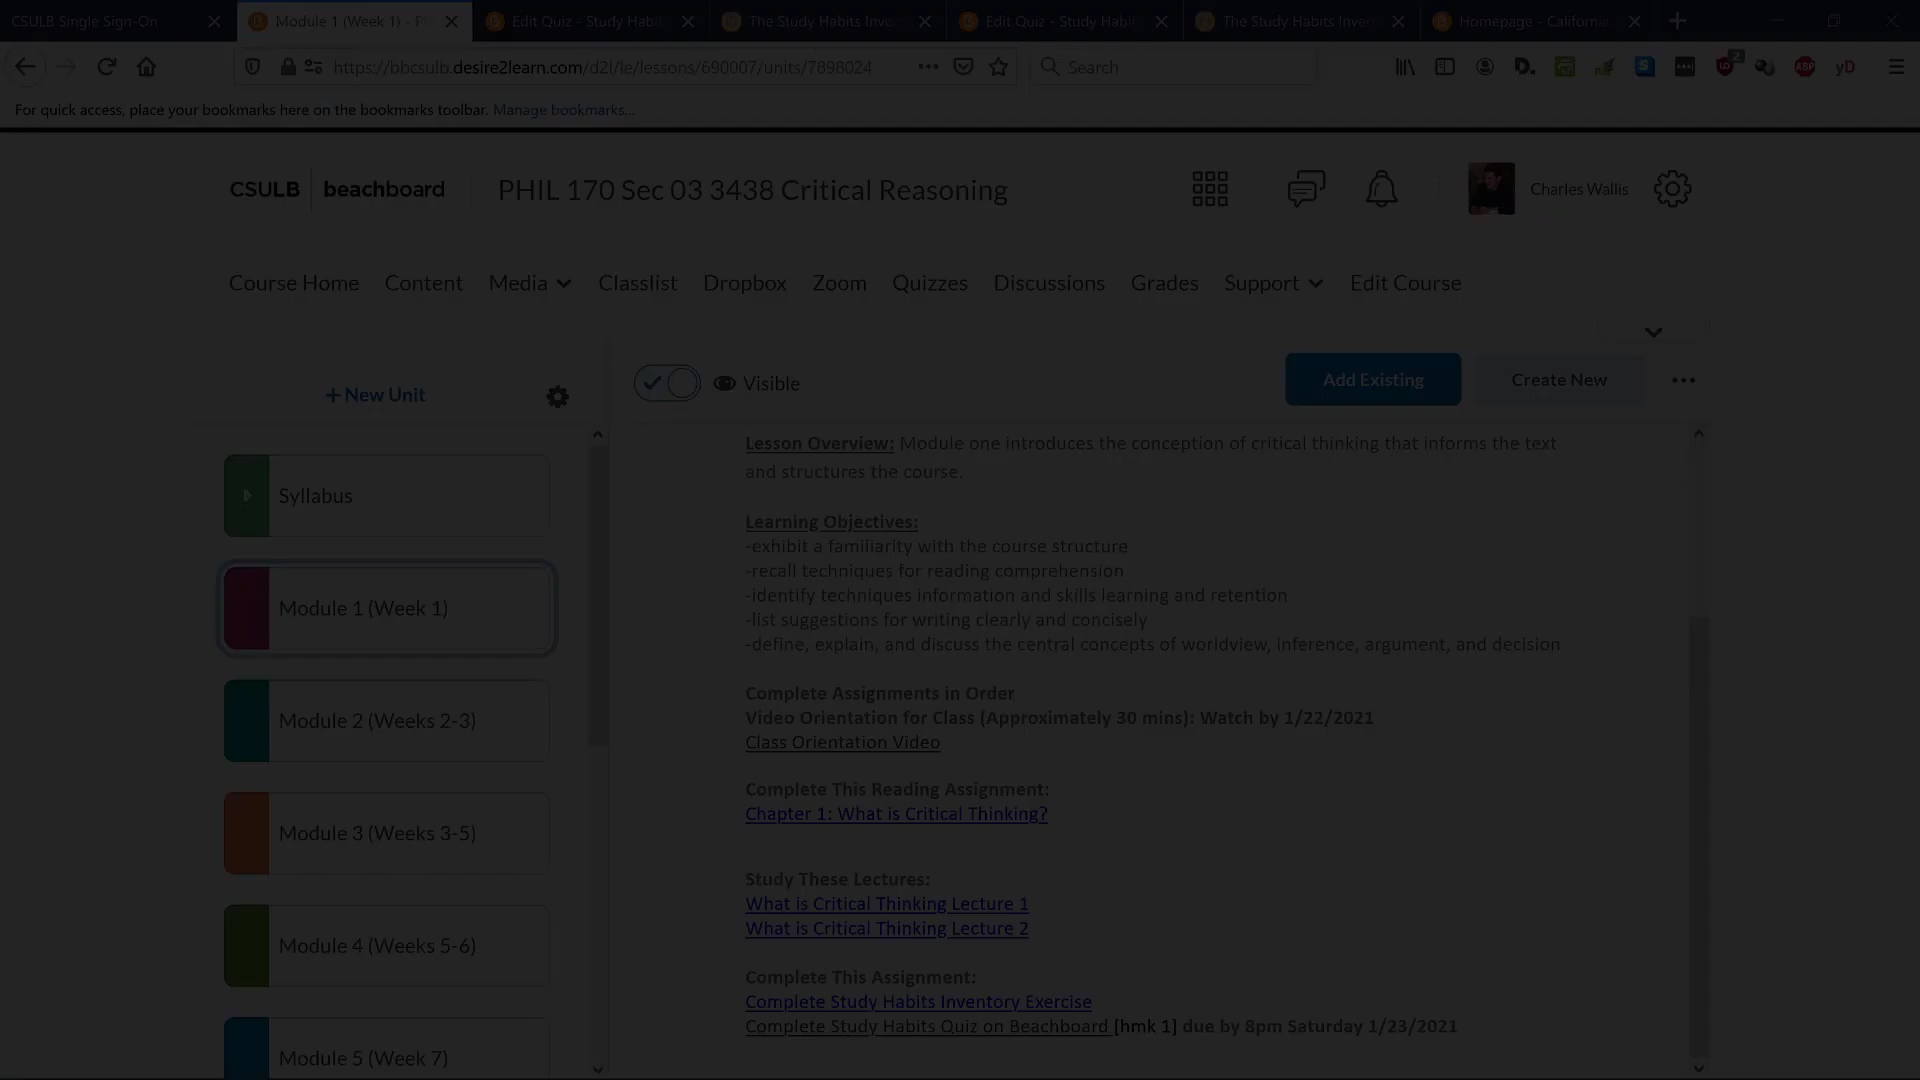 CSULB Single Sign-On
Module 1 (Week 1) - P
Edit Quiz - Study Habi
The Study Habits Inven
Edit Quiz - Study Habi
The Study Habits Inven
Homepage - California
https://bbcsulb.desire2learn.com/d2l/le/lessons/690007/units/7898024
Search
2
ABP
yD
For quick access, place your bookmarks here on the bookmarks toolbar. Manage bookmarks...
CSULB beachboard PHIL 170 Sec 03 3438 Critical Reasoning
Charles Wallis
Course Home Content Media Classlist Dropbox Zoom Quizzes Discussions Grades Support Edit Course
+ New Unit
Visible
Add Existing
Create New
Syllabus
Module 1 (Week 1)
Module 2 (Weeks 2-3)
Module 3 (Weeks 3-5)
Module 4 (Weeks 5-6)
Module 5 (Week 7)
Lesson Overview: Module one introduces the conception of critical thinking that informs the text
and structures the course.
Learning Objectives:
-exhibit a familiarity with the course structure
-recall techniques for reading comprehension
-identify techniques information and skills learning and retention
-list suggestions for writing clearly and concisely
-define, explain, and discuss the central concepts of worldview, inference, argument, and decision
Complete Assignments in Order
Video Orientation for Class (Approximately 30 mins): Watch by 1/22/2021
Class Orientation Video
Complete This Reading Assignment:
Chapter 1: What is Critical Thinking?
Study These Lectures:
What is Critical Thinking Lecture 1
What is Critical Thinking Lecture 2
Complete This Assignment:
Complete Study Habits Inventory Exercise
Complete Study Habits Quiz on Beachboard [hmk 1] due by 8pm Saturday 1/23/2021